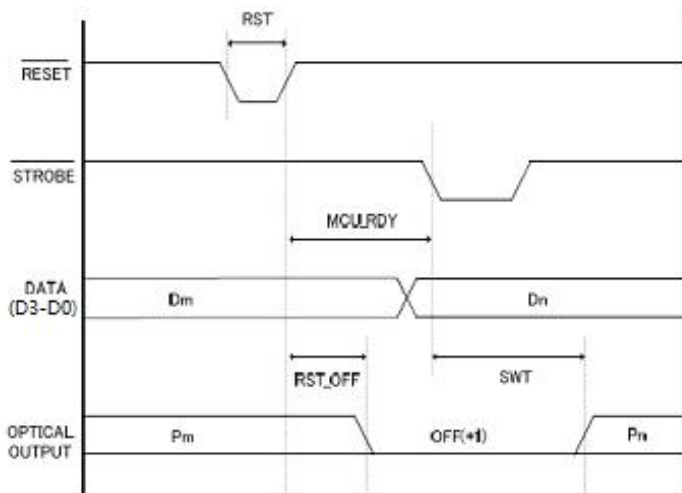 RST
RESET
STROBE
MCU_RDY
DATA
(D3-D0)
Dm
Dn
RST_OFF
SWT
OPTICAL
OUTPUT
Pm
OFF(*1)
Pn